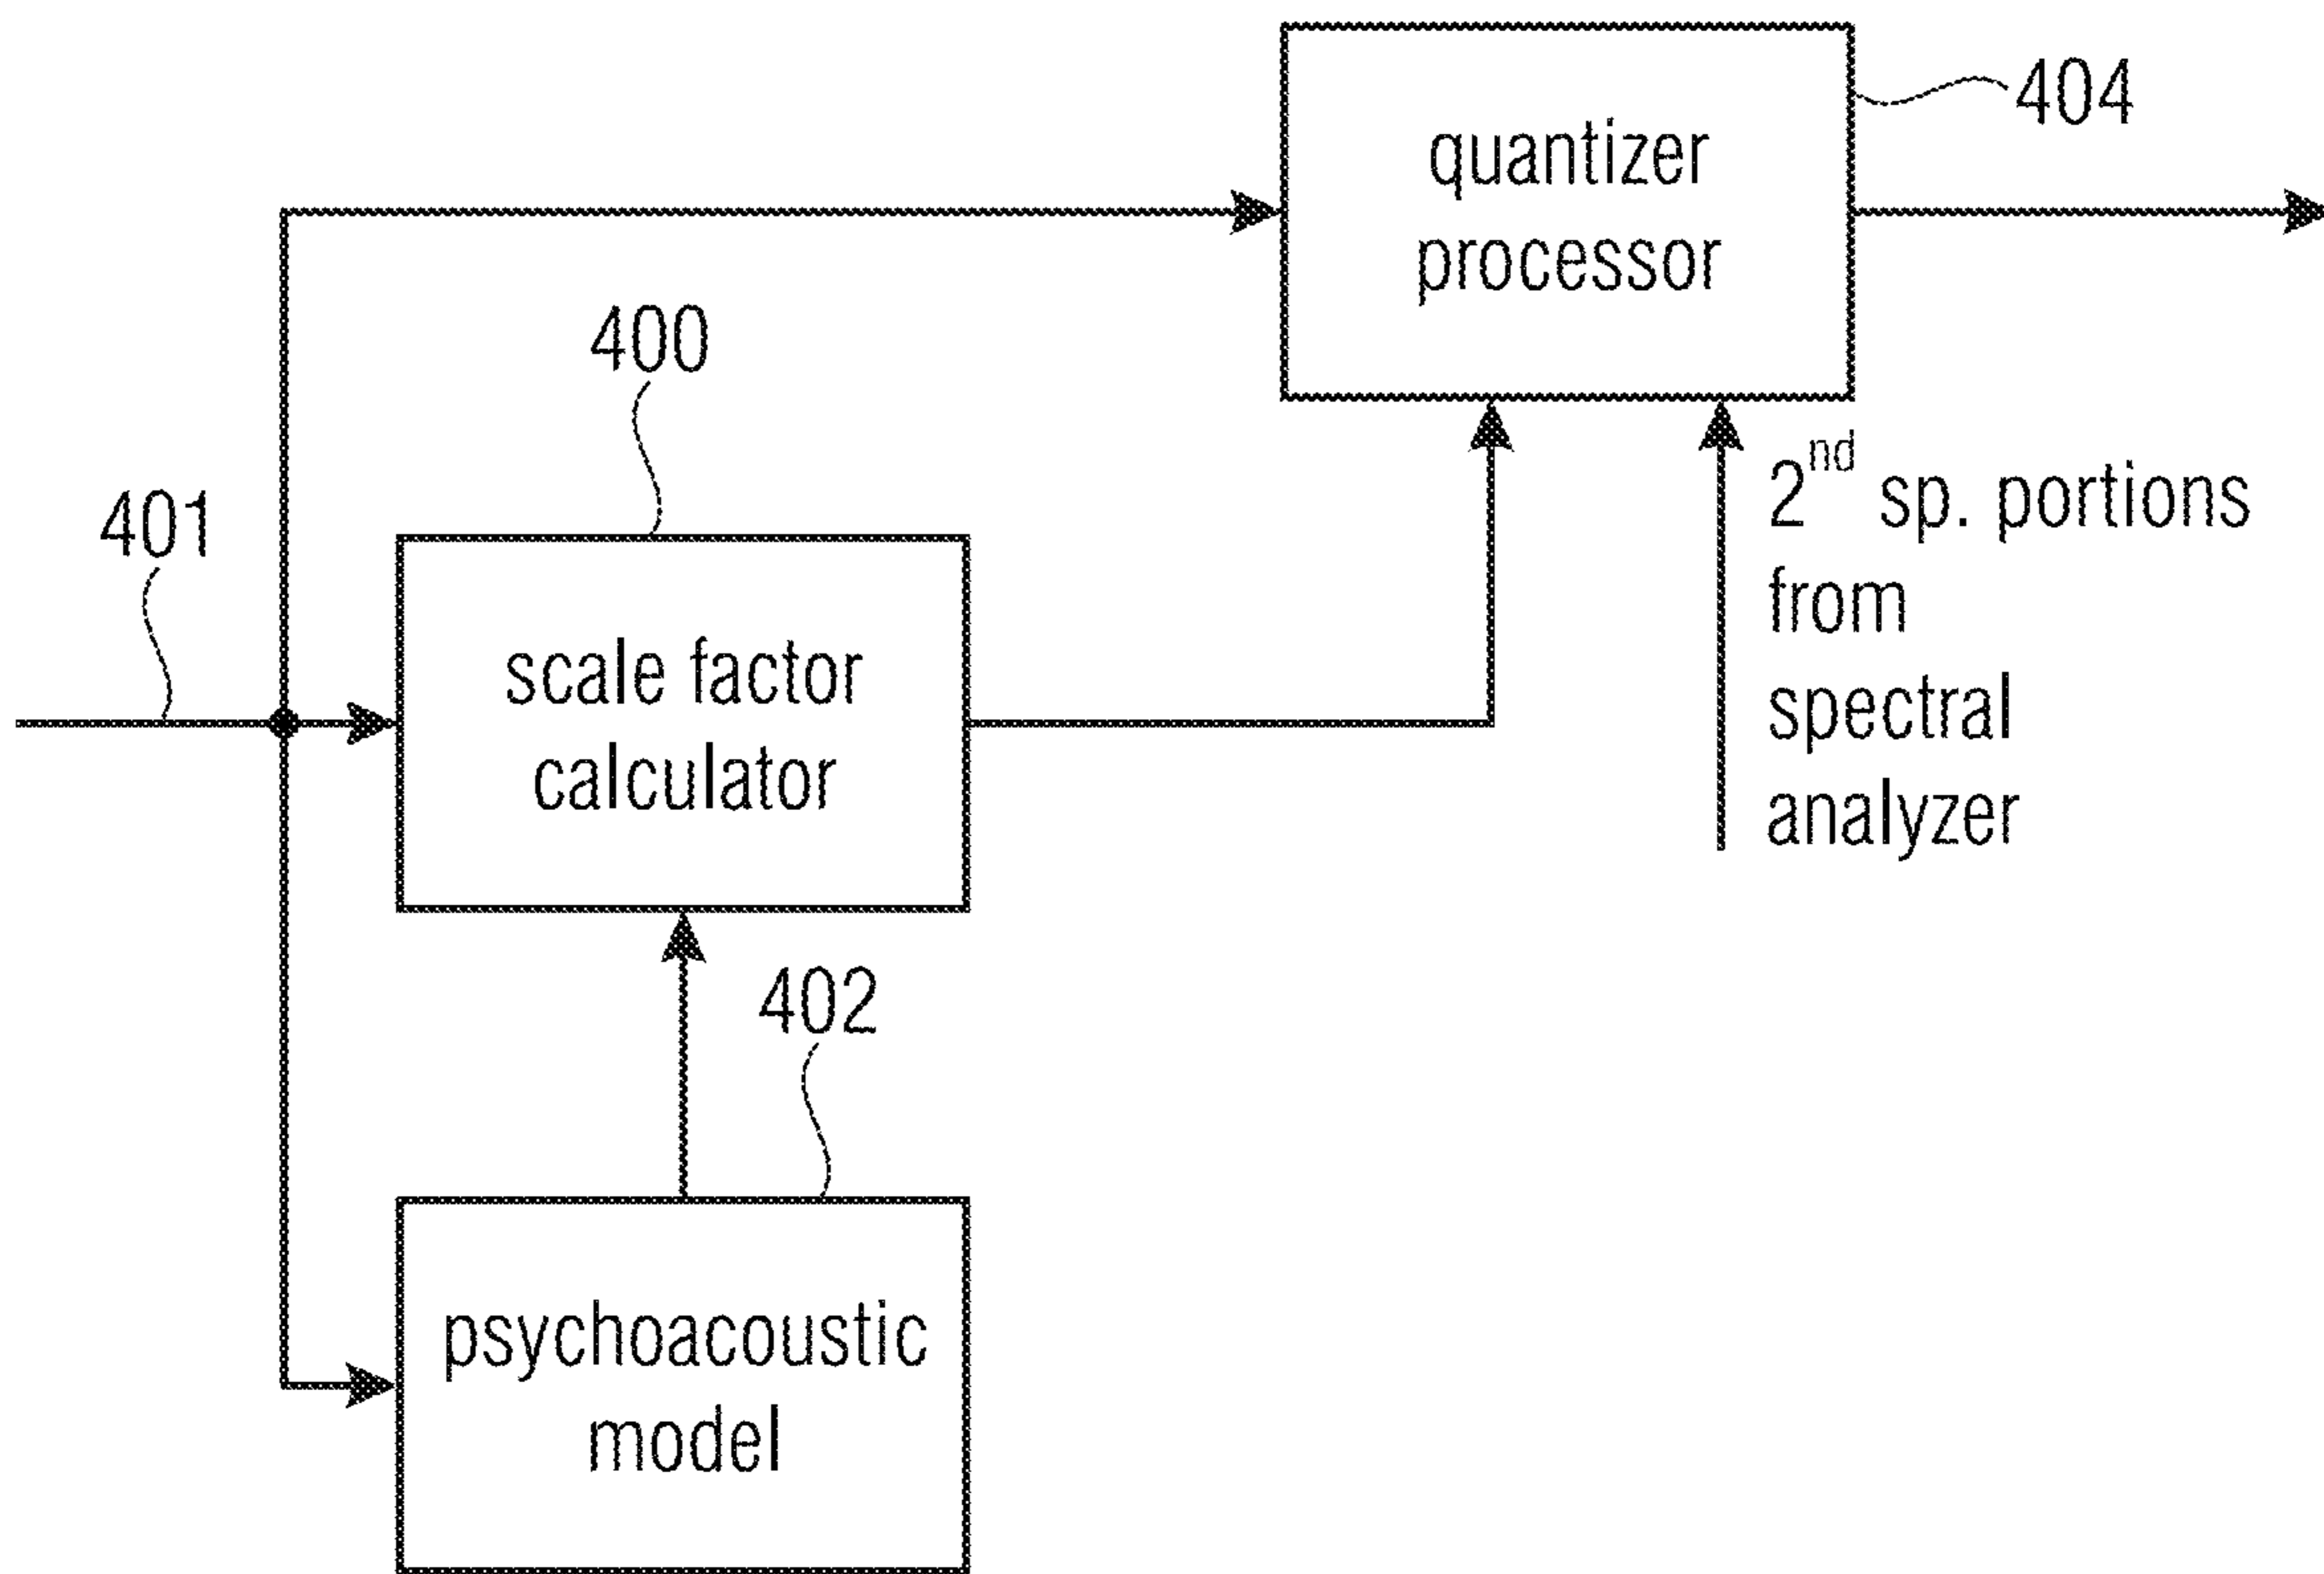 quantizer
processor
404
400
401
scale factor
calculator
2nd sp. portions
from
spectral
analyzer
402
psychoacoustic
model